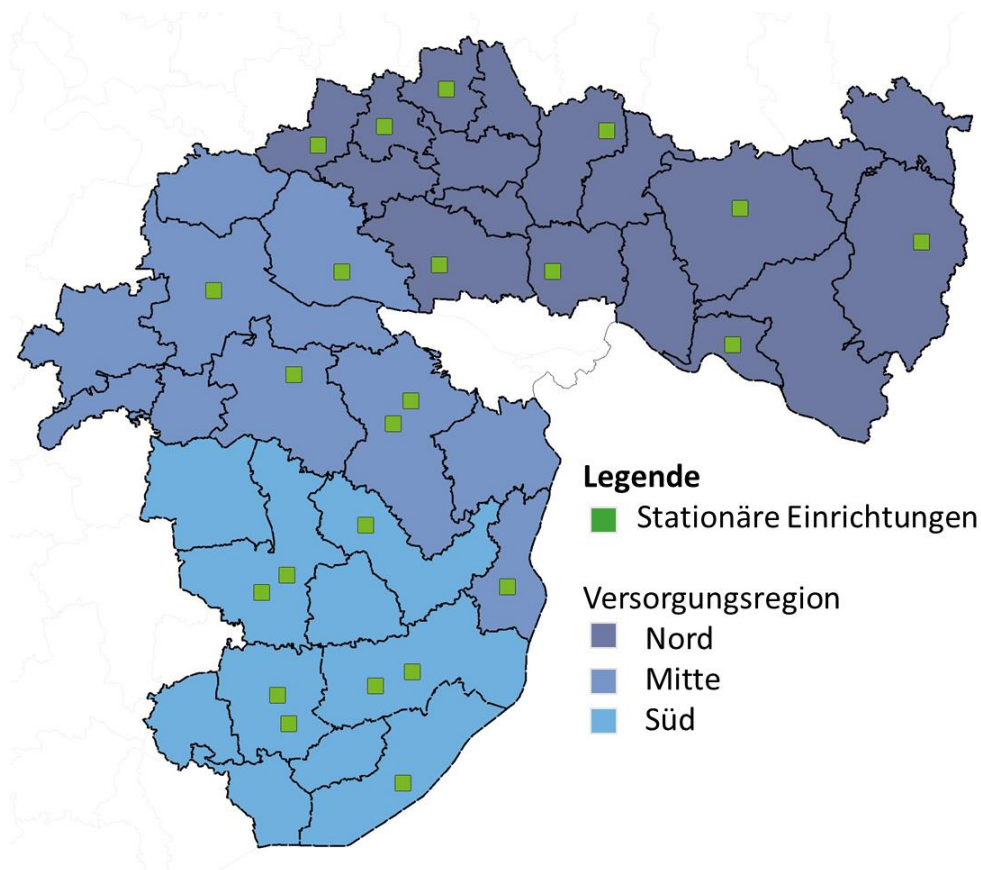 Legende
Stationäre Einrichtungen
Versorgungsregion
Nord
Mitte
Süd